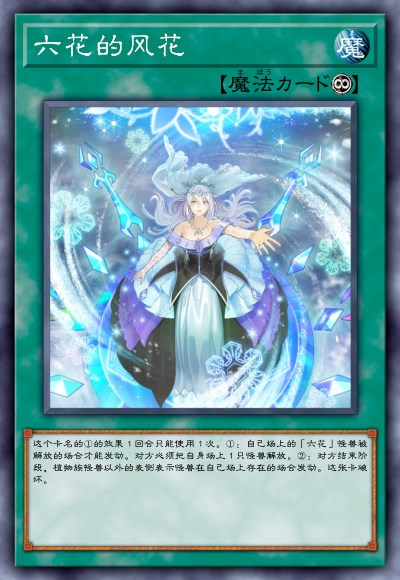 六花的风花
魔
【魔法カード】
まほう
这个卡名的①的效果１回合只能使用１次。①：自己场上的「六花」怪兽被
解放的场合才能发动。对方必须把自身场上１只怪兽解放。②：对方结束阶
段，植物族怪兽以外的表侧表示怪兽在自己场上存在的场合发动。这张卡破
坏。